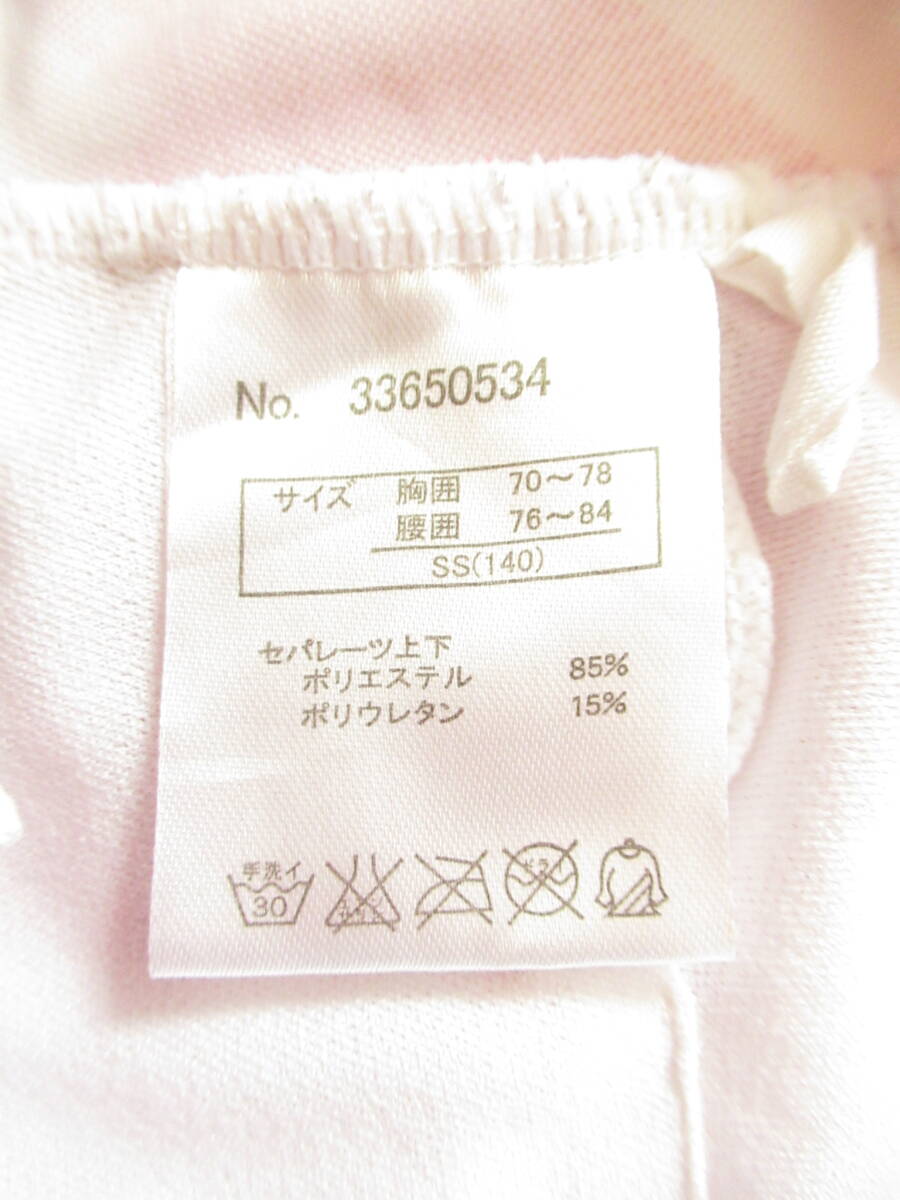 No. 33650534
サイズ 胸囲 70～78
腰囲 76～84
SS(140)
セパレーツ上下
ポリエステル 85%
ポリウレタン 15%
手洗イ
30